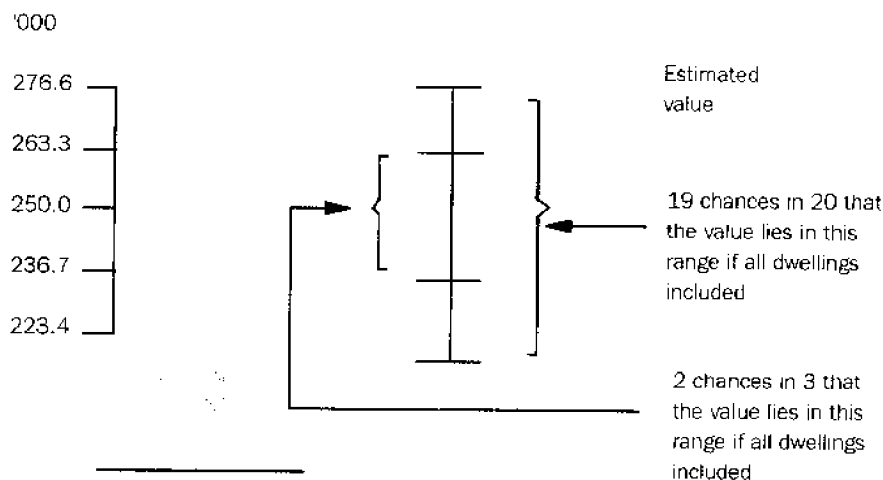 '000
276.6
263.3
250.0
236.7
223.4
Estimated
value
19 chances in 20 that
the value lies in this
range if all dwellings
included
2 chances in 3 that
the value lies in this
range if all dwellings
included